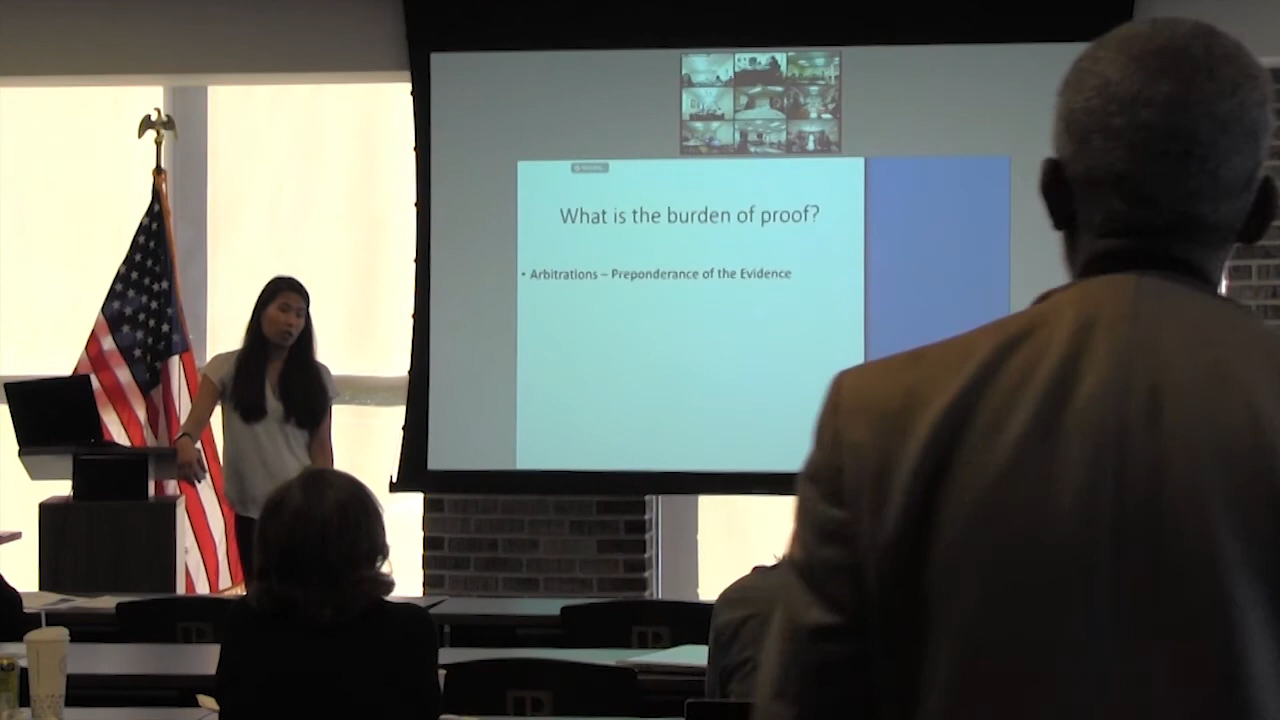 What is the burden of proof?
• Arbitrations – Preponderance of the Evidence